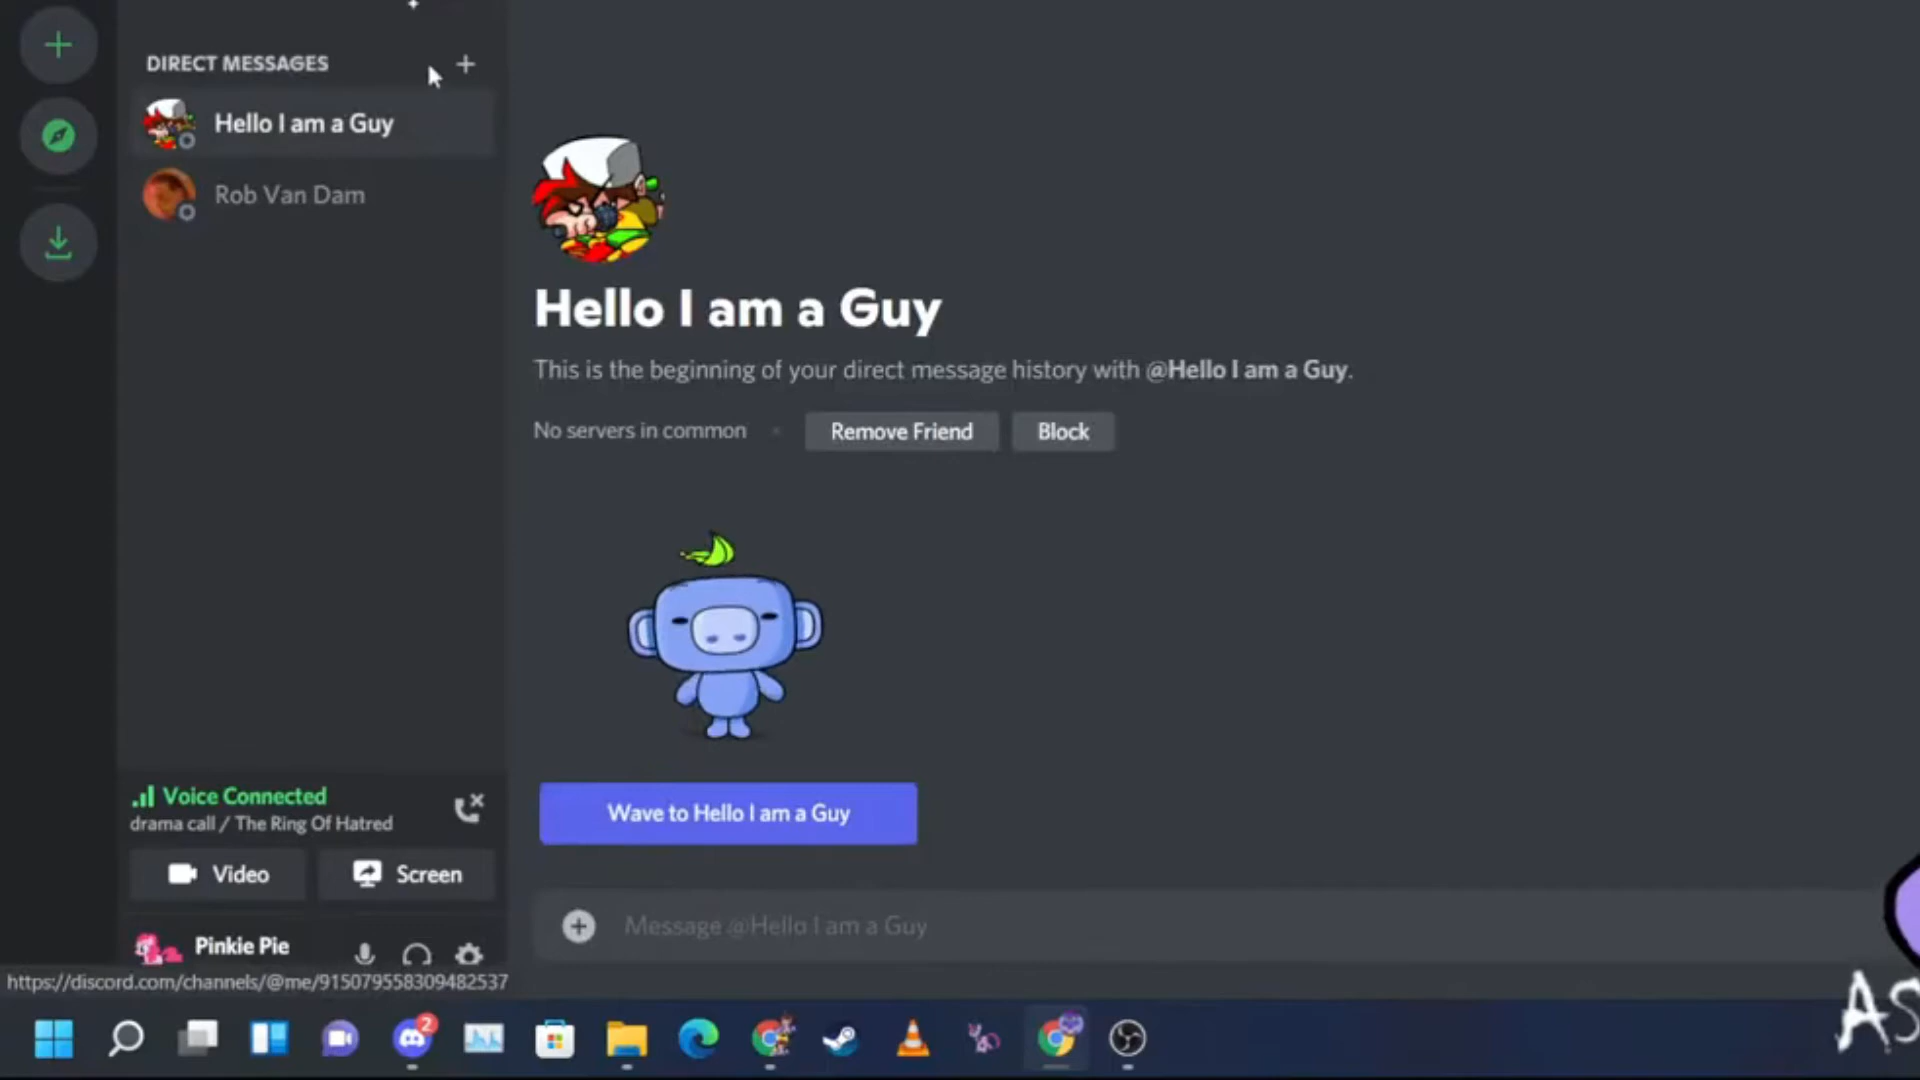 DIRECT MESSAGES
Hello I am a Guy
Rob Van Dam
Hello I am a Guy
This is the beginning of your direct message history with @Hello I am a Guy.
No servers in common
Remove Friend
Block
Wave to Hello I am a Guy
Voice Connected
drama call / The Ring Of Hatred
Video
Screen
Message @Hello I am a Guy
Pinkie Pie
https://discord.com/channels/@me/915079558309482537
2
AS